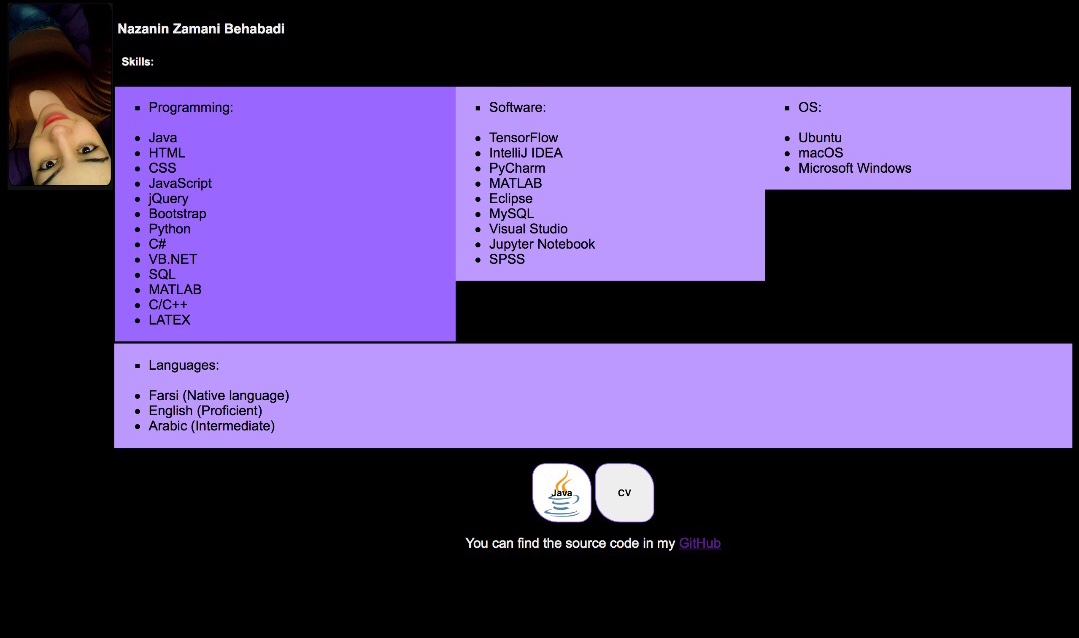 Nazanin Zamani Behabadi
Skills:
Programming:
Java
HTML
CSS
JavaScript
jQuery
Bootstrap
Python
C#
VB.NET
SQL
MATLAB
C/C++
LATEX
Software:
TensorFlow
IntelliJ IDEA
PyCharm
MATLAB
Eclipse
MySQL
Visual Studio
Jupyter Notebook
SPSS
OS:
Ubuntu
macOS
Microsoft Windows
Languages:
Farsi (Native language)
English (Proficient)
Arabic (Intermediate)
Java
CV
You can find the source code in my GitHub